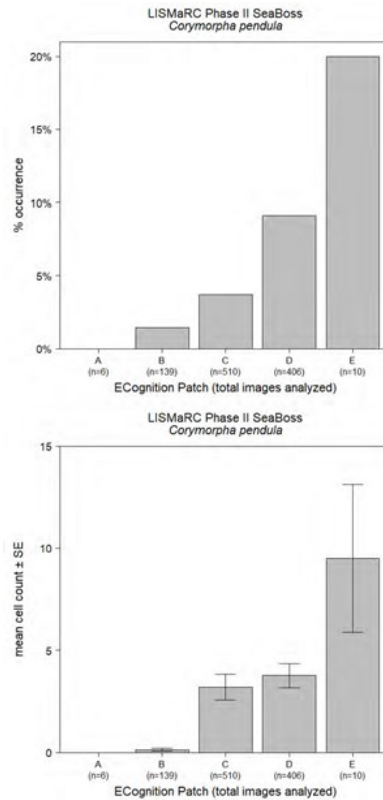 LISMaRC Phase II SeaBoss
Corymorpha pendula
20%
15%
10%
5%
0%
% occurrence
A B C D E
(n=6) (n=139) (n=510) (n=406) (n=10)
ECognition Patch (total images analyzed)
LISMaRC Phase II SeaBoss
Corymorpha pendula
15
10
5
0
mean cell count ± SE
A B C D E
(n=6) (n=139) (n=510) (n=406) (n=10)
ECognition Patch (total images analyzed)